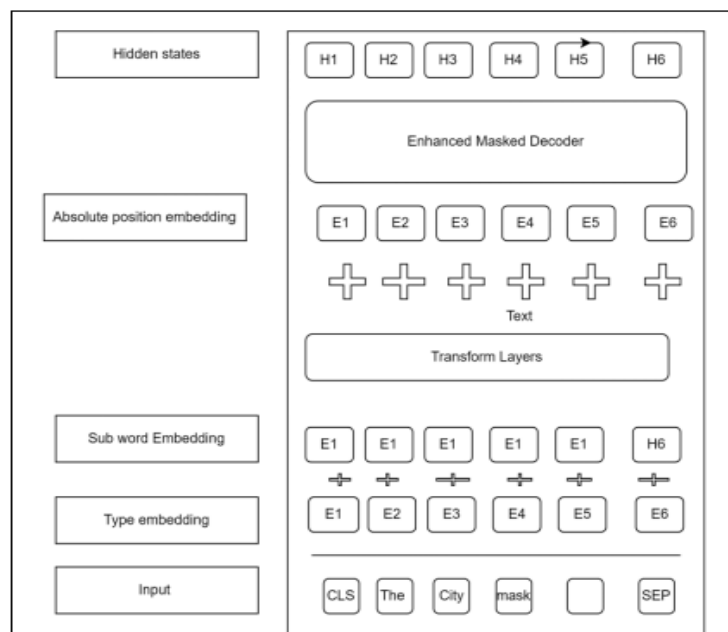 Hidden states
H1 H2 H3 H4 H5 H6
Enhanced Masked Decoder
Absolute position embedding
E1 E2 E3 E4 E5 E6
Text
Transform Layers
Sub word Embedding
E1 E1 E1 E1 E1 H6
Type embedding
E1 E2 E3 E4 E5 E6
Input
CLS The City mask SEP